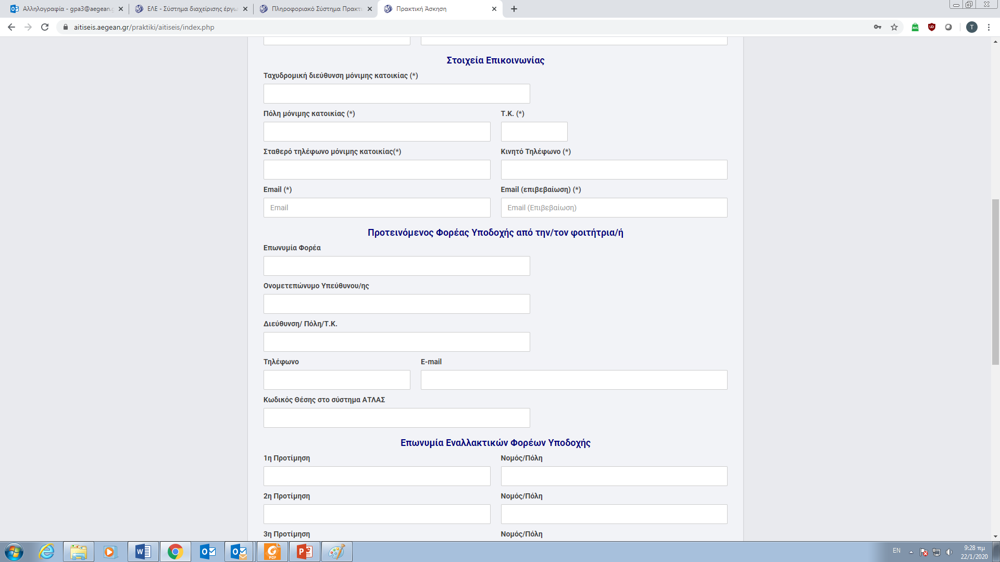 Αλληλογραφία - gpa3@aegean.g
ΕΛΕ - Σύστημα διαχείρισης έργω
Πληροφοριακό Σύστημα Πρακτι
Πρακτική Άσκηση
aitiseis.aegean.gr/praktiki/aitiseis/index.php
T
Στοιχεία Επικοινωνίας
Ταχυδρομική διεύθυνση μόνιμης κατοικίας (*)
Πόλη μόνιμης κατοικίας (*) Τ.Κ. (*)
Σταθερό τηλέφωνο μόνιμης κατοικίας(*) Κινητό Τηλέφωνο (*)
Email (*) Email (επιβεβαίωση) (*)
Email Email (Επιβεβαίωση)
Προτεινόμενος Φορέας Υποδοχής από την/τον φοιτήτρια/ή
Επωνυμία Φορέα
Ονομετεπώνυμο Υπεύθυνου/ης
Διεύθυνση/ Πόλη/Τ.Κ.
Τηλέφωνο E-mail
Κωδικός Θέσης στο σύστημα ΑΤΛΑΣ
Επωνυμία Εναλλακτικών Φορέων Υποδοχής
1η Προτίμηση Νομός/Πόλη
2η Προτίμηση Νομός/Πόλη
3η Προτίμηση Νομός/Πόλη
EN
9:28 πμ
22/1/2020